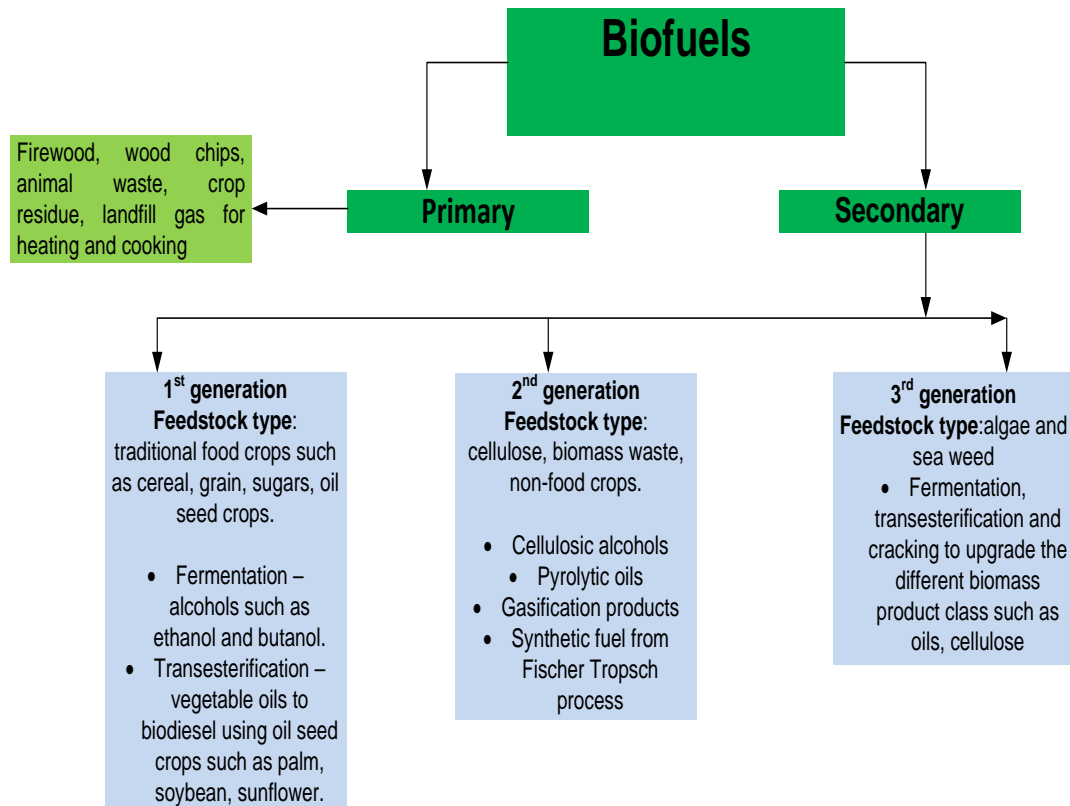 Biofuels
Firewood, wood chips,
animal waste, crop
residue, landfill gas for
heating and cooking
Primary
Secondary
1st generation
Feedstock type:
traditional food crops such
as cereal, grain, sugars, oil
seed crops.
• Fermentation –
alcohols such as
ethanol and butanol.
• Transesterification –
vegetable oils to
biodiesel using oil seed
crops such as palm,
soybean, sunflower.
2nd generation
Feedstock type:
cellulose, biomass waste,
non-food crops.
• Cellulosic alcohols
• Pyrolytic oils
• Gasification products
• Synthetic fuel from
Fischer Tropsch
process
3rd generation
Feedstock type:algae and
sea weed
• Fermentation,
transesterification and
cracking to upgrade the
different biomass
product class such as
oils, cellulose